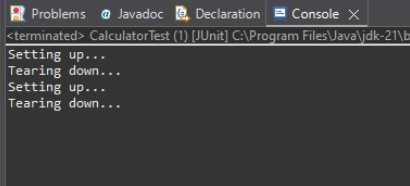 Problems @ Javadoc Declaration Console
<terminated> CalculatorTest (1) [JUnit] C:\Program Files\Java\jdk-21\b
Setting up...
Tearing down...
Setting up...
Tearing down...